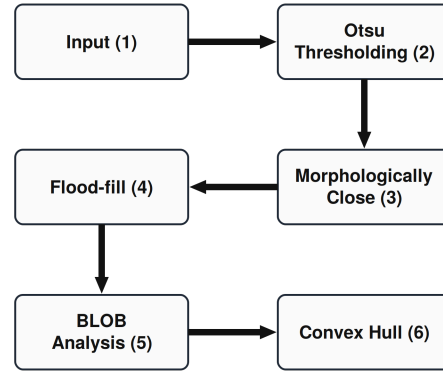 Input (1)
Otsu
Thresholding (2)
Morphologically
Close (3)
Flood-fill (4)
BLOB
Analysis (5)
Convex Hull (6)